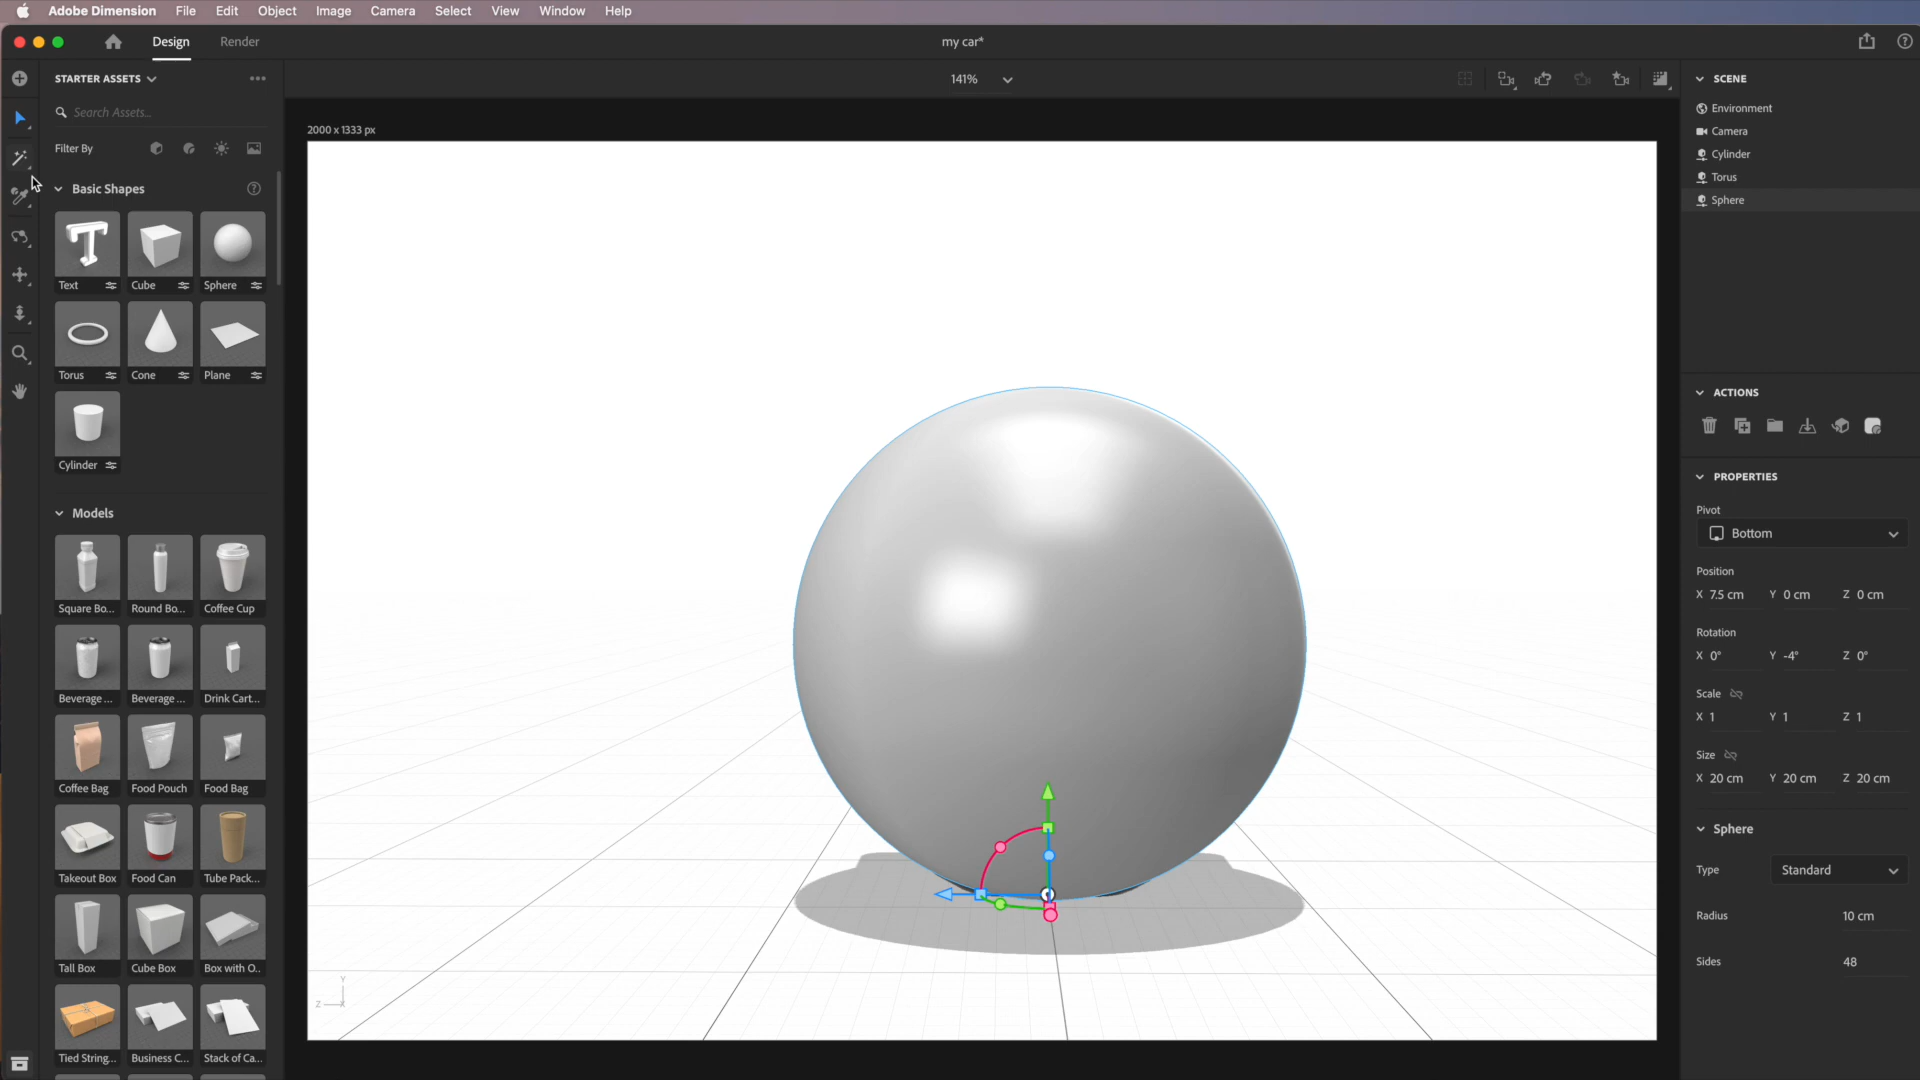 Adobe Dimension File Edit Object Image Camera Select View Window Help
Design Render my car*
STARTER ASSETS
141%
Search Assets...
Filter By
Basic Shapes
Text Cube Sphere
Torus Cone Plane
Cylinder
Models
Square Bo... Round Bo... Coffee Cup
Beverage ... Beverage ... Drink Cart...
Coffee Bag Food Pouch Food Bag
Takeout Box Food Can Tube Pack...
Tall Box Cube Box Box with O..
Tied String... Business C... Stack of Ca...
2000 x 1333 px
Y
Z X
SCENE
Environment
Camera
Cylinder
Torus
Sphere
ACTIONS
PROPERTIES
Pivot
Bottom
Position
X 7.5 cm Y 0 cm Z 0 cm
Rotation
X 0° Y -4° Z 0°
Scale
X 1 Y 1 Z 1
Size
X 20 cm Y 20 cm Z 20 cm
Sphere
Type Standard
Radius 10 cm
Sides 48